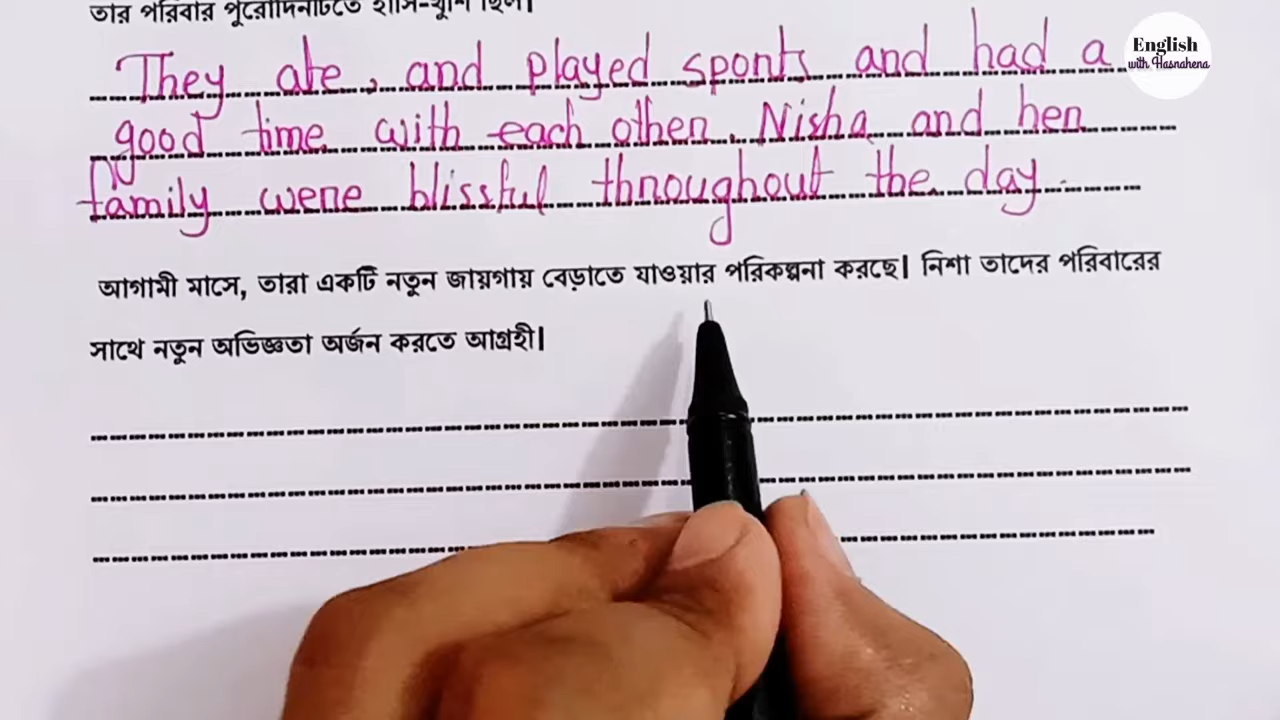 তার পরিবার পুরোদিনটিতে হাসি-খুশি ছিল।
English
with Hasnahena
They ate, and played sports and had a
good time with each other. Nisha and her
family were blissful throughout the day.
আগামী মাসে, তারা একটি নতুন জায়গায় বেড়াতে যাওয়ার পরিকল্পনা করছে। নিশা তাদের পরিবারের
সাথে নতুন অভিজ্ঞতা অর্জন করতে আগ্রহী।